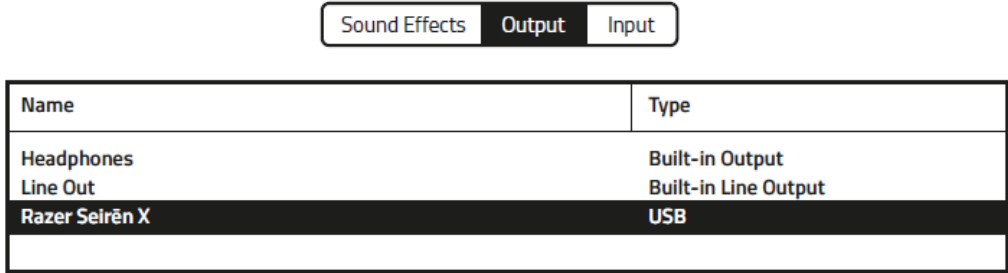 Sound Effects Output Input
Name Type
Headphones Built-in Output
Line Out Built-in Line Output
Razer Seirēn X USB